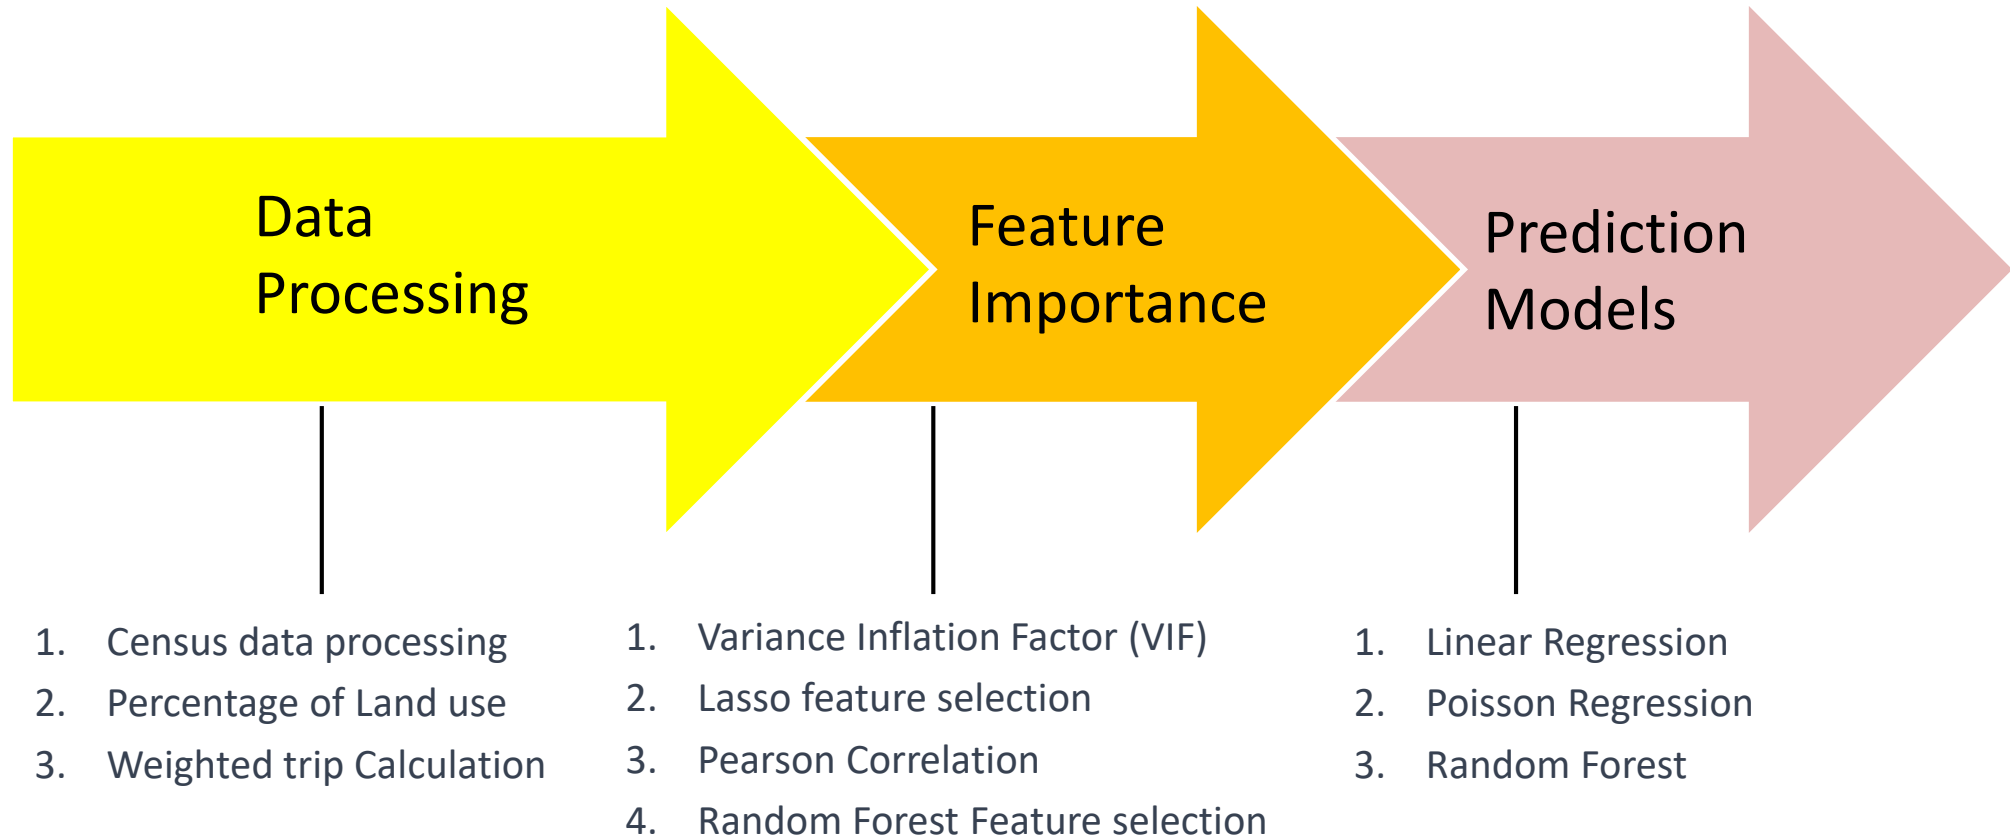 Data
Processing
Feature
Importance
Prediction
Models
1. Census data processing
2. Percentage of Land use
3. Weighted trip Calculation
1. Variance Inflation Factor (VIF)
2. Lasso feature selection
3. Pearson Correlation
4. Random Forest Feature selection
1. Linear Regression
2. Poisson Regression
3. Random Forest